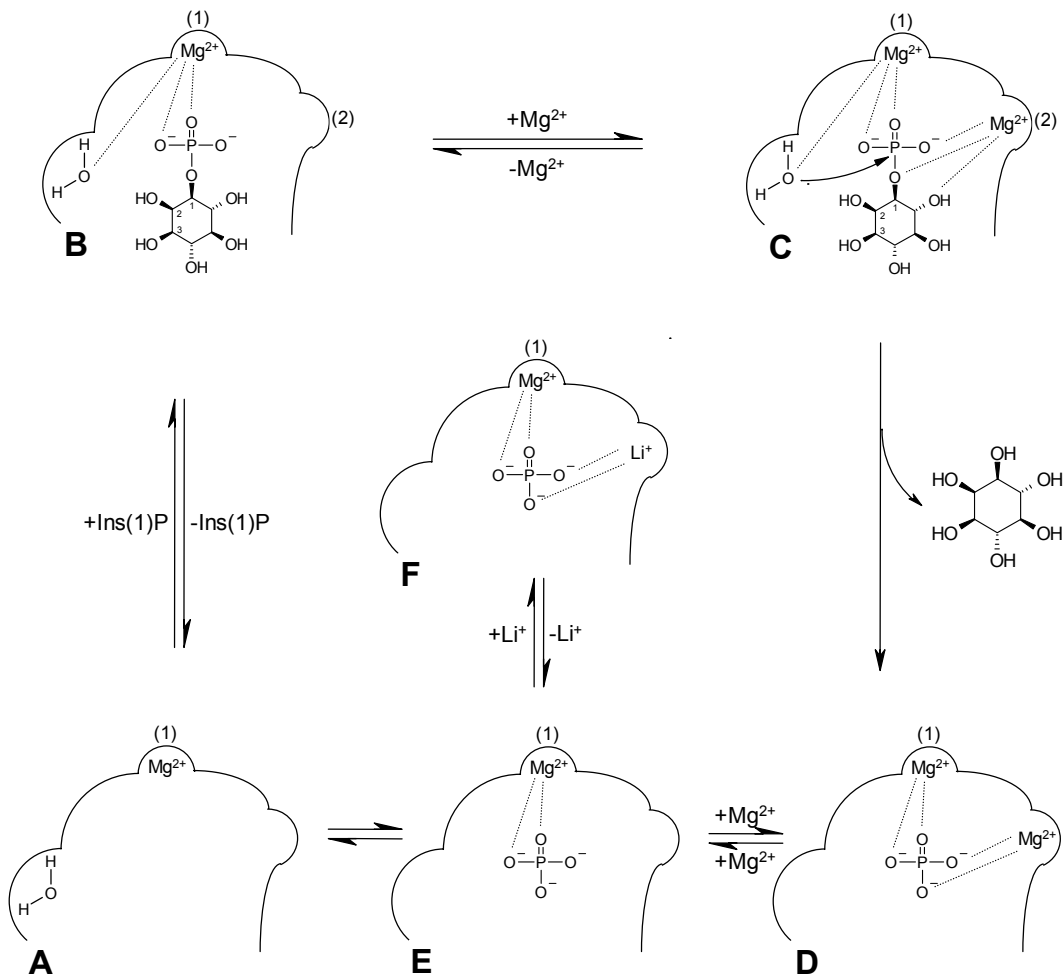 (1)
Mg²⁺
(2)
O
⁻O P O⁻
H
H O
O
HO 1 OH
2
HO 3 OH
OH
B
+Mg²⁺
-Mg²⁺
(1)
Mg²⁺
Mg²⁺ (2)
O
⁻O P O⁻
H
H O
O
HO 1 OH
2
HO 3 OH
OH
C
(1)
Mg²⁺
O
⁻O P O⁻
O⁻
Li⁺
F
+Ins(1)P -Ins(1)P
OH
HO OH
HO OH
OH
+Li⁺ -Li⁺
(1)
Mg²⁺
H
H O
A
(1)
Mg²⁺
O
⁻O P O⁻
O⁻
E
+Mg²⁺
+Mg²⁺
(1)
Mg²⁺
Mg²⁺
O
⁻O P O⁻
O⁻
D